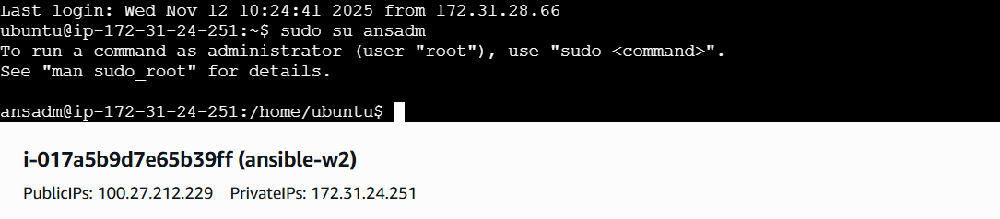 Last login: Wed Nov 12 10:24:41 2025 from 172.31.28.66
ubuntu@ip-172-31-24-251:~$ sudo su ansadm
To run a command as administrator (user "root"), use "sudo <command>".
See "man sudo_root" for details.
ansadm@ip-172-31-24-251:/home/ubuntu$
i-017a5b9d7e65b39ff (ansible-w2)
PublicIPs: 100.27.212.229 PrivateIPs: 172.31.24.251